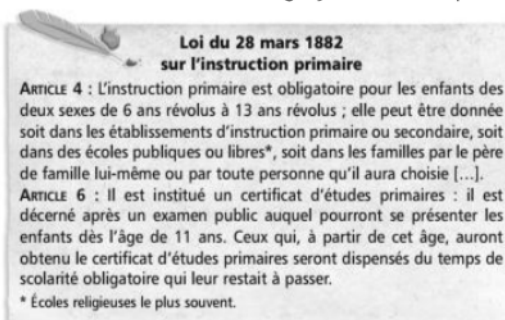 Loi du 28 mars 1882
sur l'instruction primaire
ARTICLE 4 : L'instruction primaire est obligatoire pour les enfants des
deux sexes de 6 ans révolus à 13 ans révolus ; elle peut être donnée
soit dans les établissements d'instruction primaire ou secondaire, soit
dans des écoles publiques ou libres*, soit dans les familles par le père
de famille lui-même ou par toute personne qu'il aura choisie [...].
ARTICLE 6 : Il est institué un certificat d'études primaires : il est
décerné après un examen public auquel pourront se présenter les
enfants dès l'âge de 11 ans. Ceux qui, à partir de cet âge, auront
obtenu le certificat d'études primaires seront dispensés du temps de
scolarité obligatoire qui leur restait à passer.
* Écoles religieuses le plus souvent.